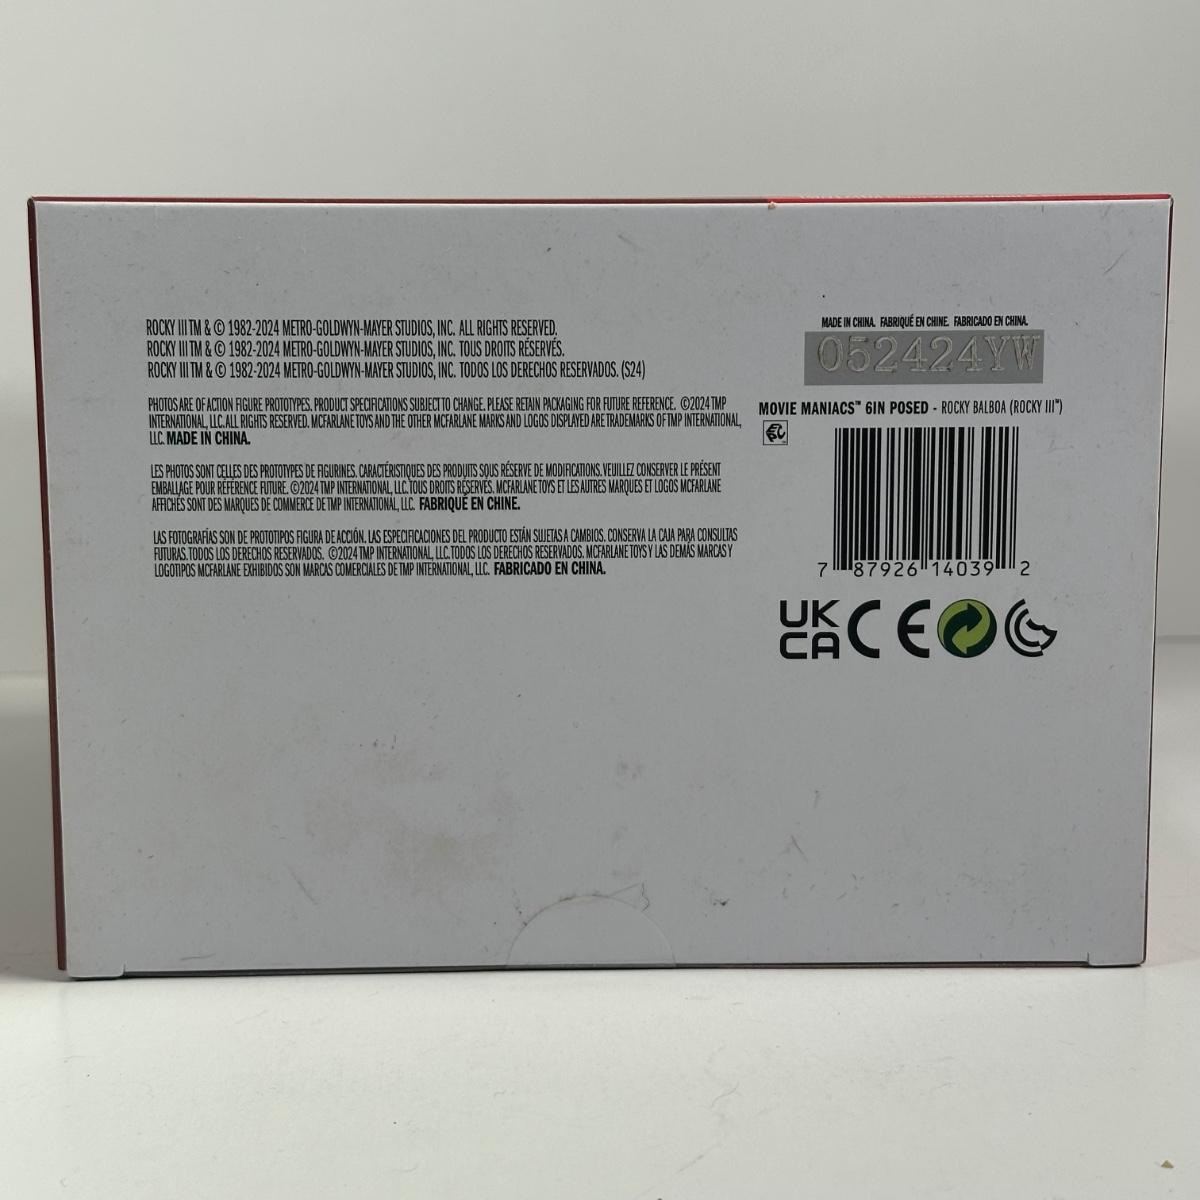 ROCKY III TM & © 1982-2024 METRO-GOLDWYN-MAYER STUDIOS, INC. ALL RIGHTS RESERVED.
ROCKY III TM & © 1982-2024 METRO-GOLDWYN-MAYER STUDIOS, INC. TOUS DROITS RÉSERVÉS.
ROCKY III TM & © 1982-2024 METRO-GOLDWYN-MAYER STUDIOS, INC. TODOS LOS DERECHOS RESERVADOS. (S24)
PHOTOS ARE OF ACTION FIGURE PROTOTYPES. PRODUCT SPECIFICATIONS SUBJECT TO CHANGE. PLEASE RETAIN PACKAGING FOR FUTURE REFERENCE. ©2024 TMP
INTERNATIONAL, LLC. ALL RIGHTS RESERVED. MCFARLANE TOYS AND THE OTHER MCFARLANE MARKS AND LOGOS DISPLAYED ARE TRADEMARKS OF TMP INTERNATIONAL,
LLC. MADE IN CHINA.
LES PHOTOS SONT CELLES DES PROTOTYPES DE FIGURINES. CARACTÉRISTIQUES DES PRODUITS SOUS RÉSERVE DE MODIFICATIONS. VEUILLEZ CONSERVER LE PRÉSENT
EMBALLAGE POUR RÉFÉRENCE FUTURE. ©2024 TMP INTERNATIONAL, LLC. TOUS DROITS RÉSERVÉS. MCFARLANE TOYS ET LES AUTRES MARQUES ET LOGOS MCFARLANE
AFFICHÉS SONT DES MARQUES DE COMMERCE DE TMP INTERNATIONAL, LLC. FABRIQUÉ EN CHINE.
LAS FOTOGRAFÍAS SON DE PROTOTIPOS FIGURA DE ACCIÓN. LAS ESPECIFICACIONES DEL PRODUCTO ESTÁN SUJETAS A CAMBIOS. CONSERVA LA CAJA PARA CONSULTAS
FUTURAS. TODOS LOS DERECHOS RESERVADOS. ©2024 TMP INTERNATIONAL, LLC. TODOS LOS DERECHOS RESERVADOS. MCFARLANE TOYS Y LAS DEMÁS MARCAS Y
LOGOTIPOS MCFARLANE EXHIBIDOS SON MARCAS COMERCIALES DE TMP INTERNATIONAL, LLC. FABRICADO EN CHINA.
MADE IN CHINA. FABRIQUÉ EN CHINE. FABRICADO EN CHINA.
052424YW
MOVIE MANIACS™ 6IN POSED - ROCKY BALBOA (ROCKY III™)
7 87926 14039 2
UK
CA CE